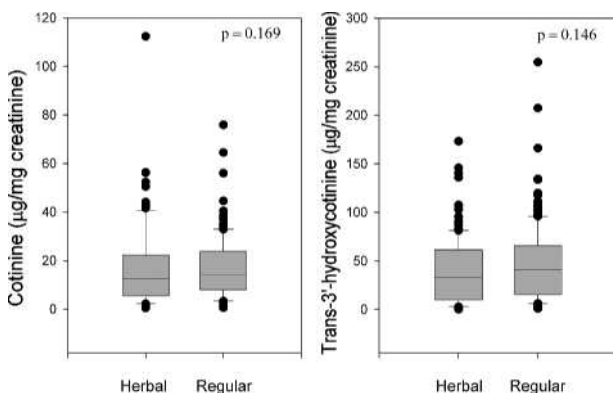 Cotinine (µg/mg creatinine)
120
100
80
60
40
20
0
p = 0.169
Herbal Regular
Trans-3'-hydroxycotinine (µg/mg creatinine)
300
250
200
150
100
50
0
p = 0.146
Herbal Regular